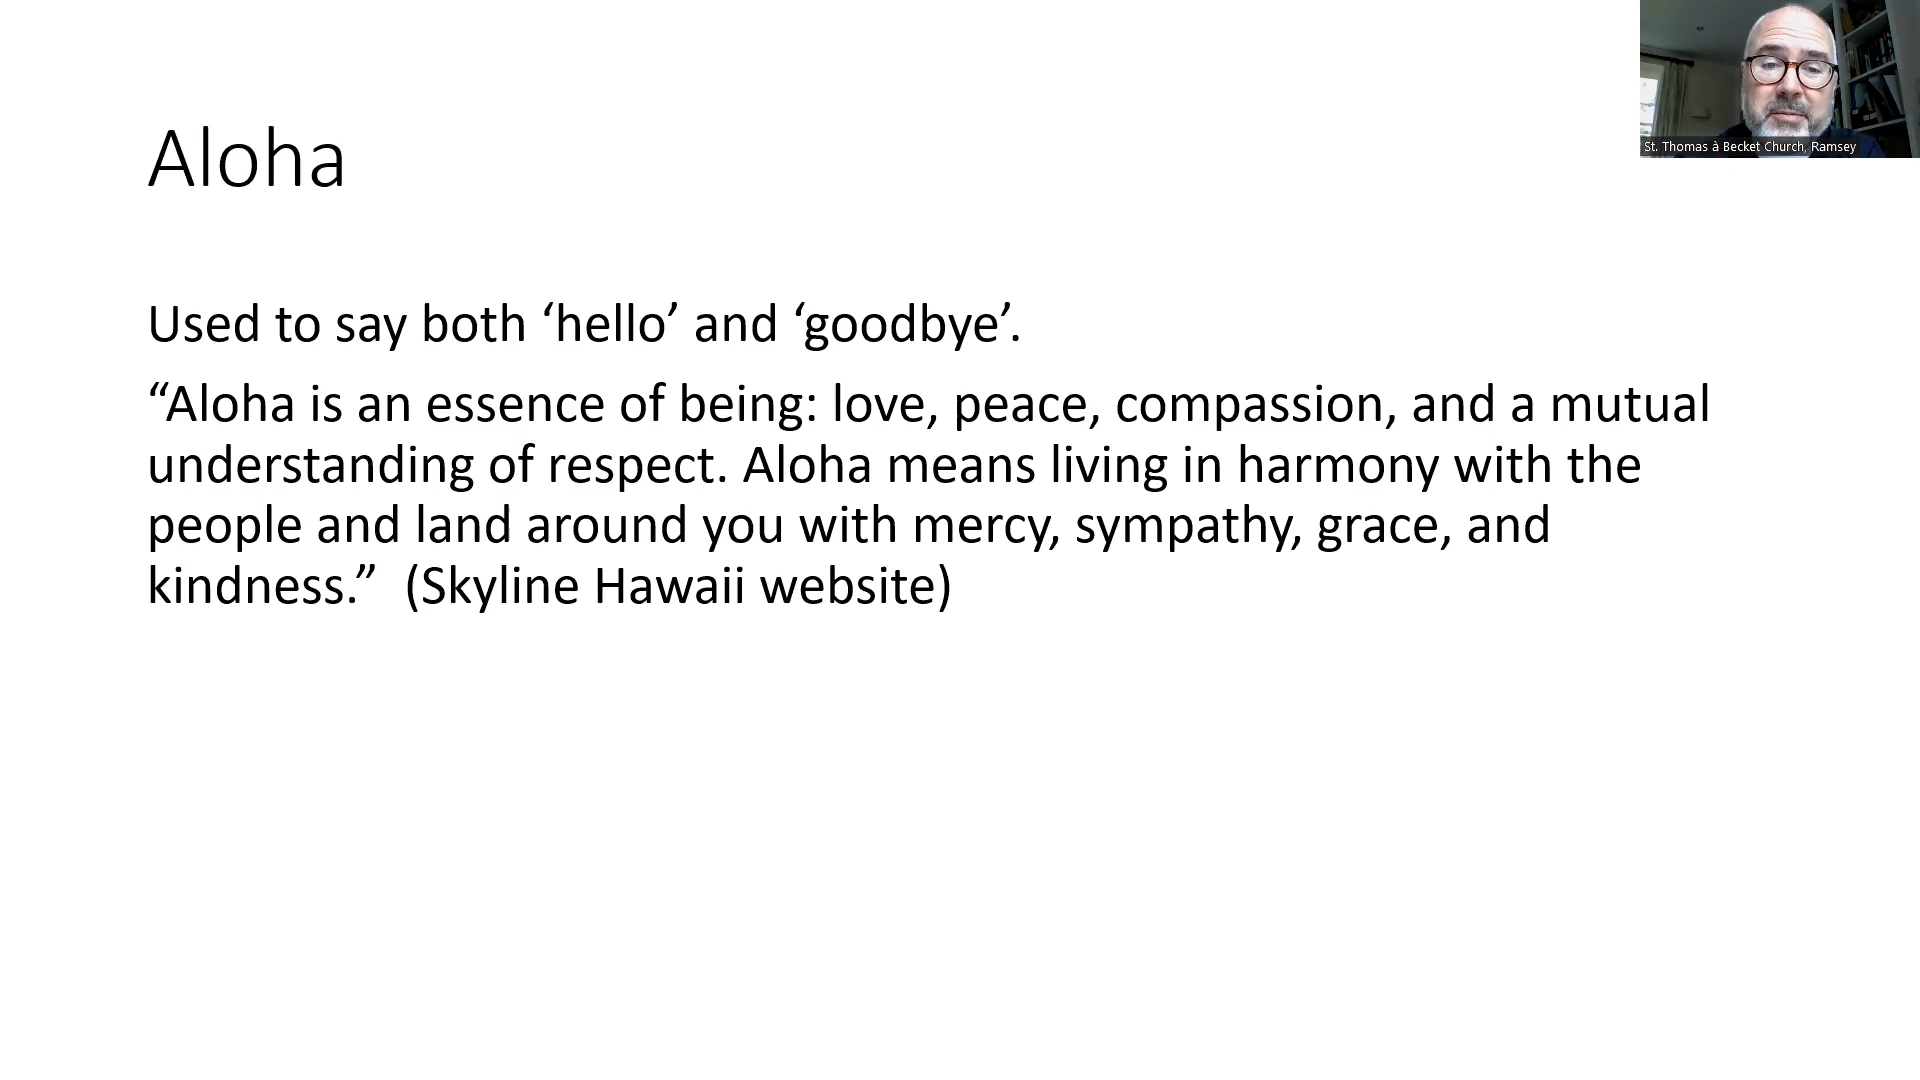 Aloha
St. Thomas à Becket Church, Ramsey
Used to say both ‘hello’ and ‘goodbye’.
“Aloha is an essence of being: love, peace, compassion, and a mutual
understanding of respect. Aloha means living in harmony with the
people and land around you with mercy, sympathy, grace, and
kindness.”  (Skyline Hawaii website)